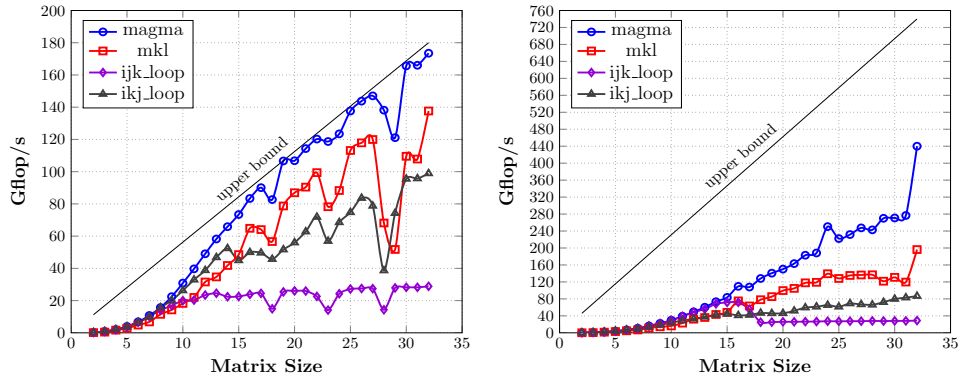 200
180
160
140
120
100
80
60
40
20
0
0 5 10 15 20 25 30 35
Gflop/s
Matrix Size
magma
mkl
ijk_loop
ikj_loop
upper bound
760
720
680
640
600
560
520
480
440
400
360
320
280
240
200
160
120
80
40
0
0 5 10 15 20 25 30 35
Gflop/s
Matrix Size
magma
mkl
ijk_loop
ikj_loop
upper bound